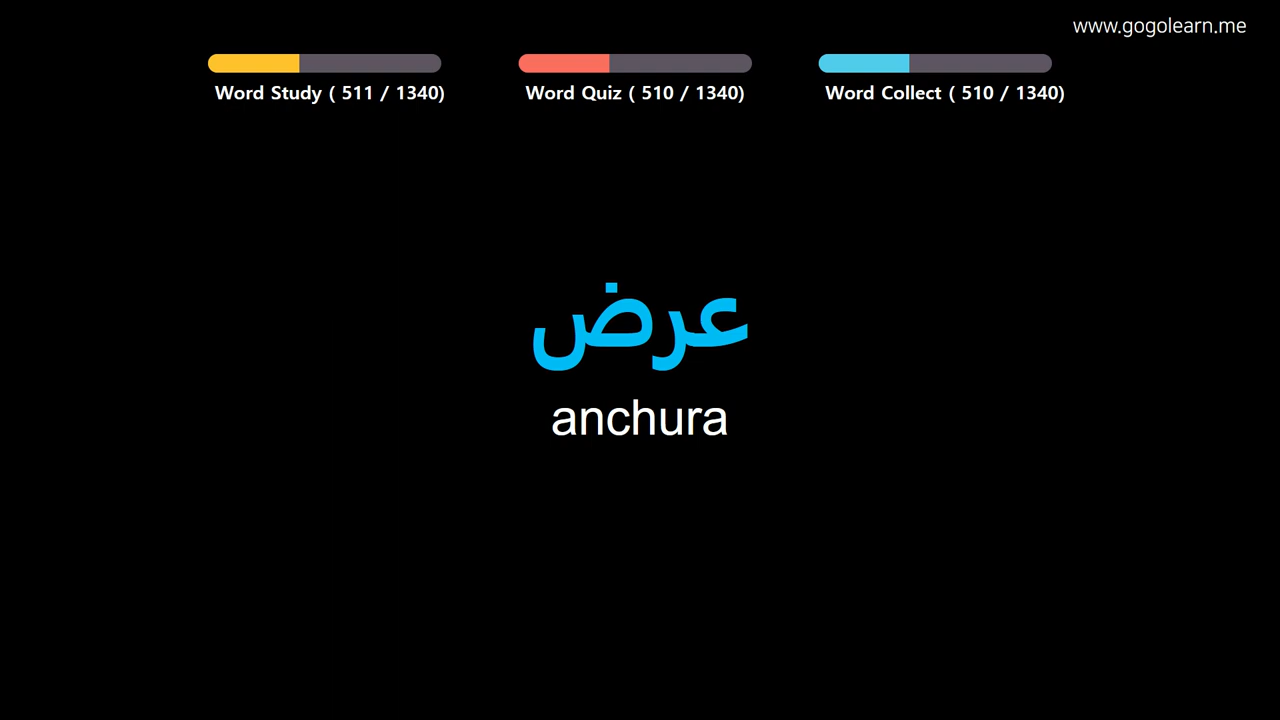 www.gogolearn.me
Word Study ( 511 / 1340)
Word Quiz ( 510 / 1340)
Word Collect ( 510 / 1340)
عرض
anchura